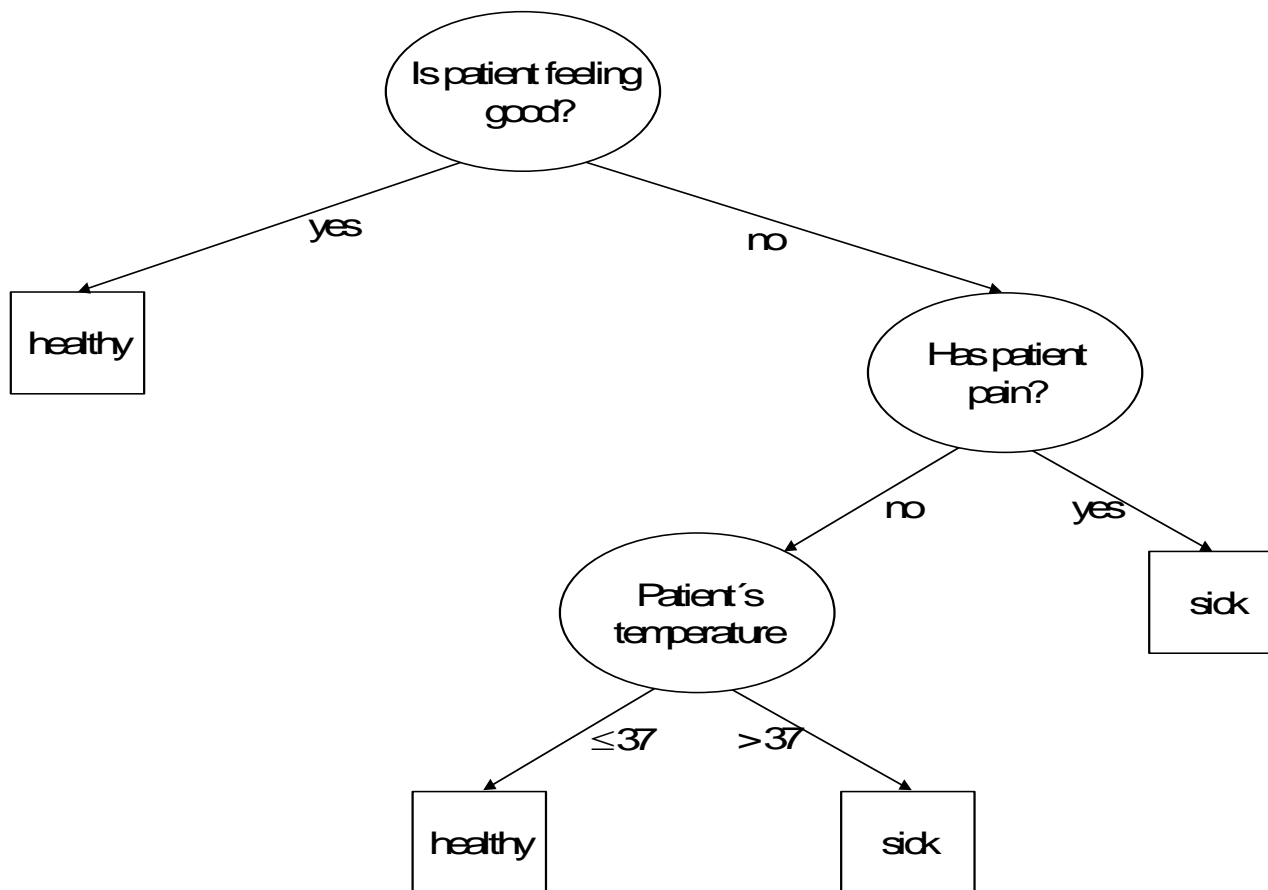 Is patient feeling
good?
yes
no
healthy
Has patient
pain?
no
yes
Patient´s
temperature
sick
≤37
>37
healthy
sick